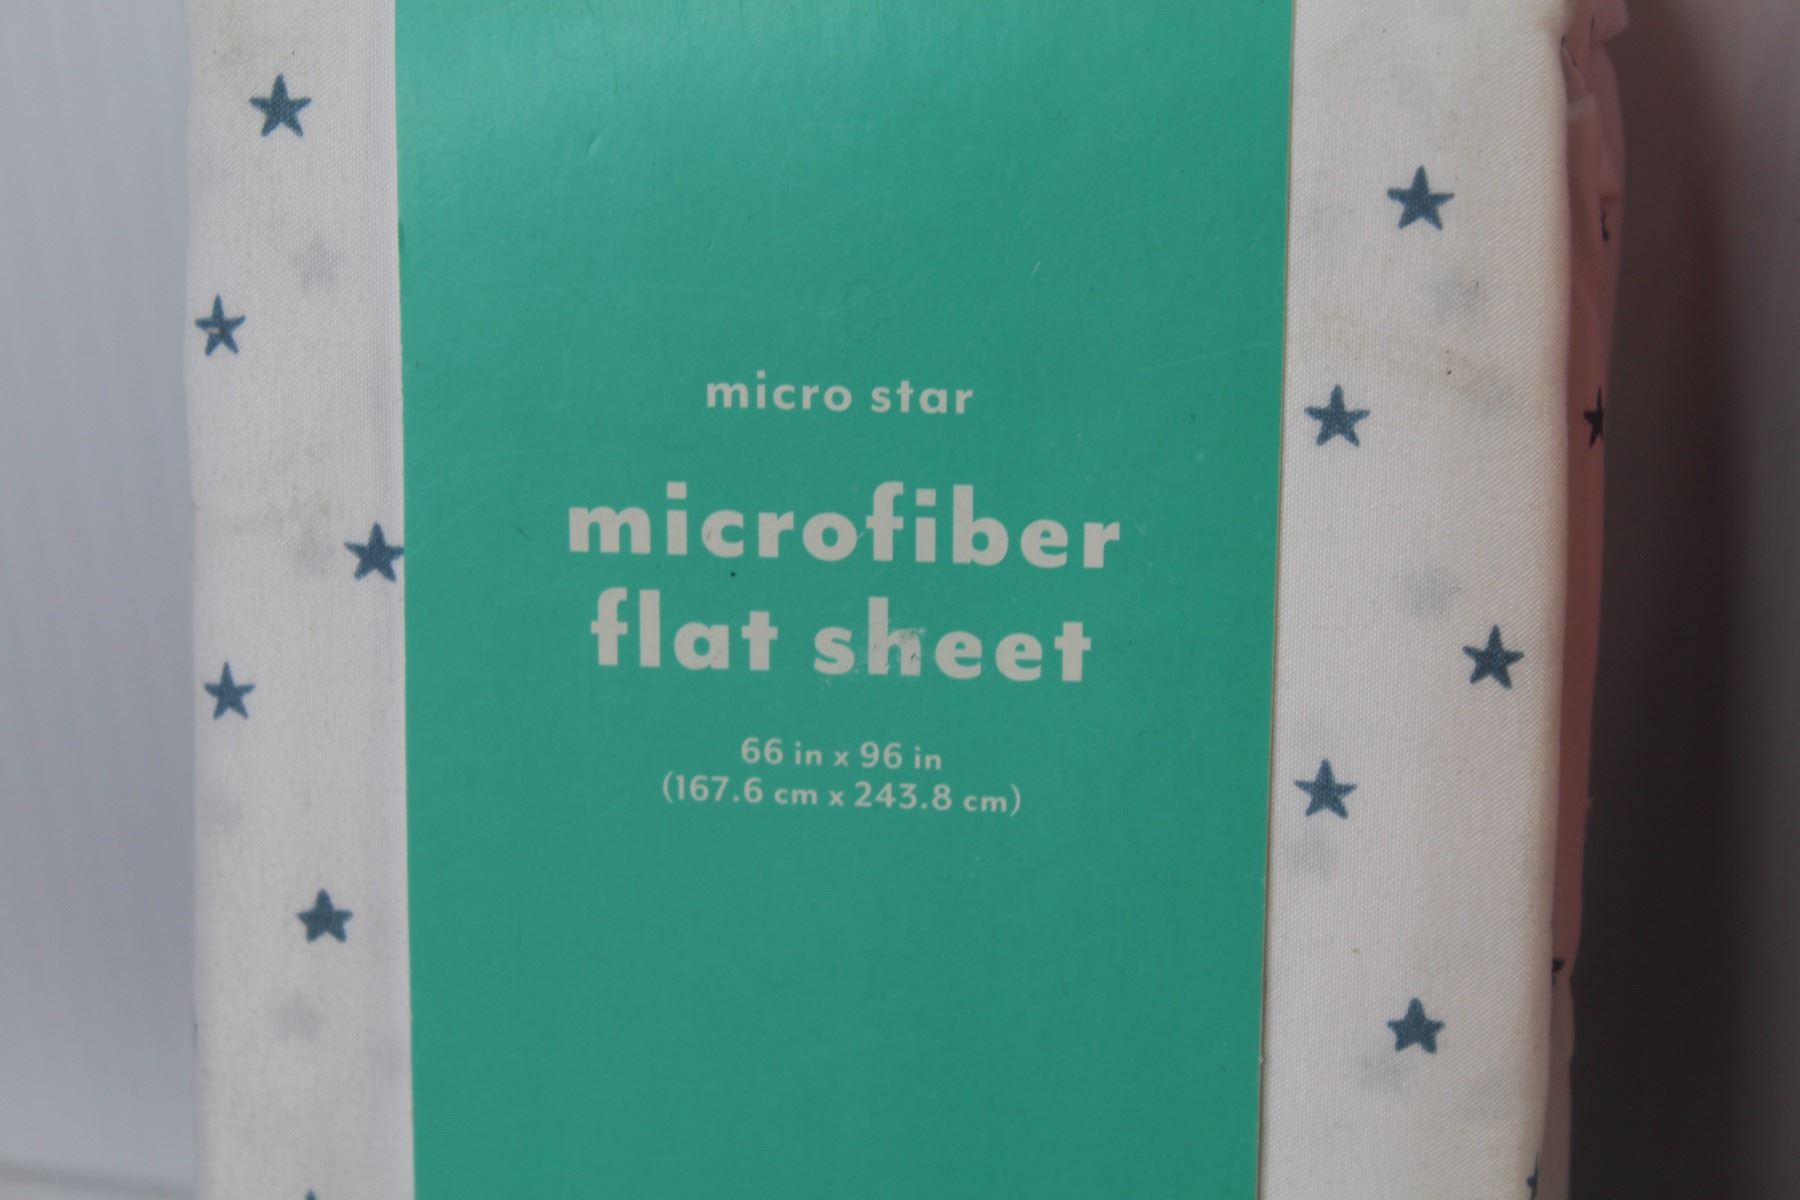 micro star
microfiber
flat sheet
66 in x 96 in
(167.6 cm x 243.8 cm)